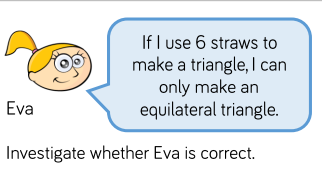 If I use 6 straws to
make a triangle, I can
only make an
equilateral triangle.
Eva
Investigate whether Eva is correct.